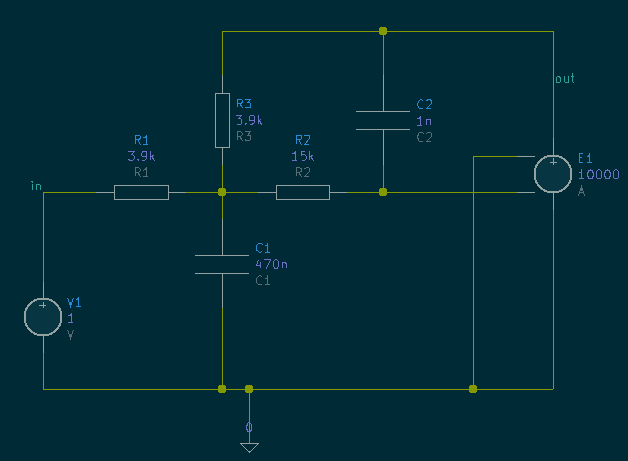 out
R3
3.9k
R3
C2
1n
C2
R1
3.9k
R1
R2
15k
R2
E1
10000
A
in
C1
470n
C1
V1
1
V
0